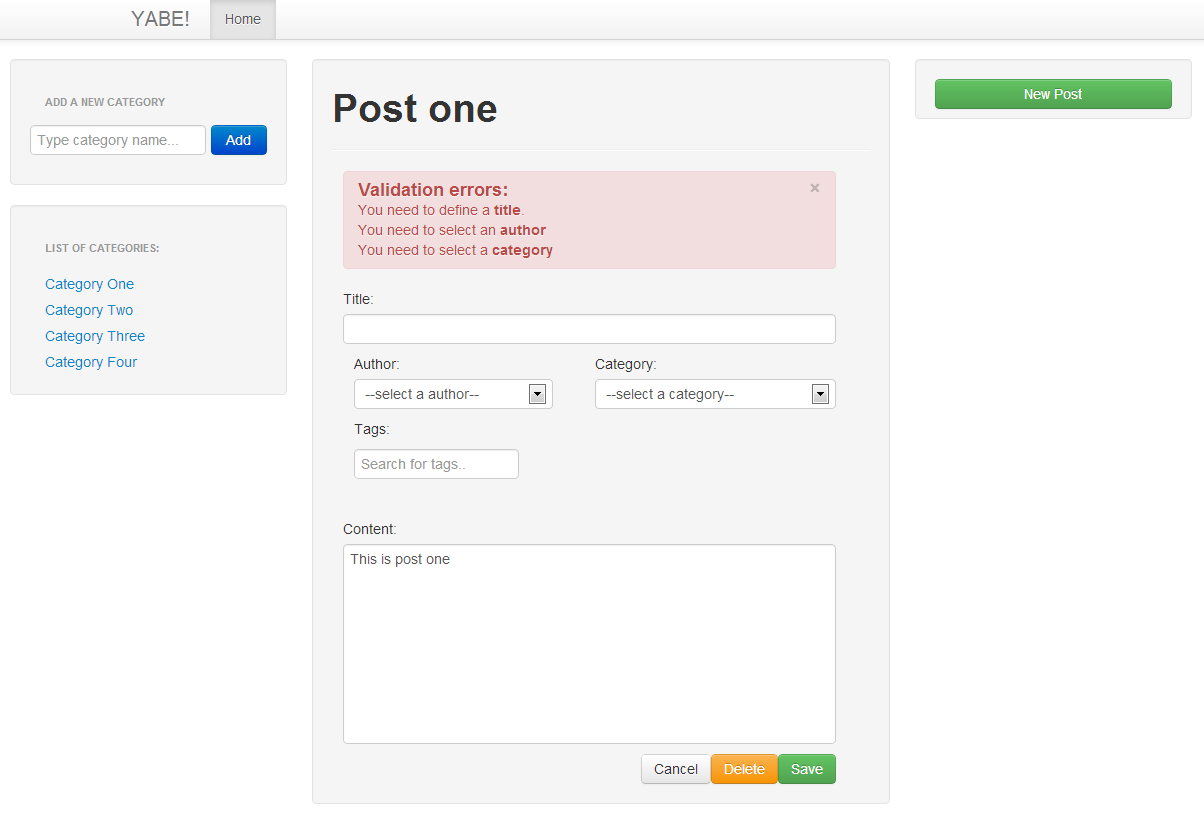 YABE! Home
ADD A NEW CATEGORY
Type category name... Add
LIST OF CATEGORIES:
Category One
Category Two
Category Three
Category Four
Post one
Validation errors: ×
You need to define a title.
You need to select an author
You need to select a category
Title:
Author: Category:
--select a author-- --select a category--
Tags:
Search for tags..
Content:
This is post one
Cancel Delete Save
New Post